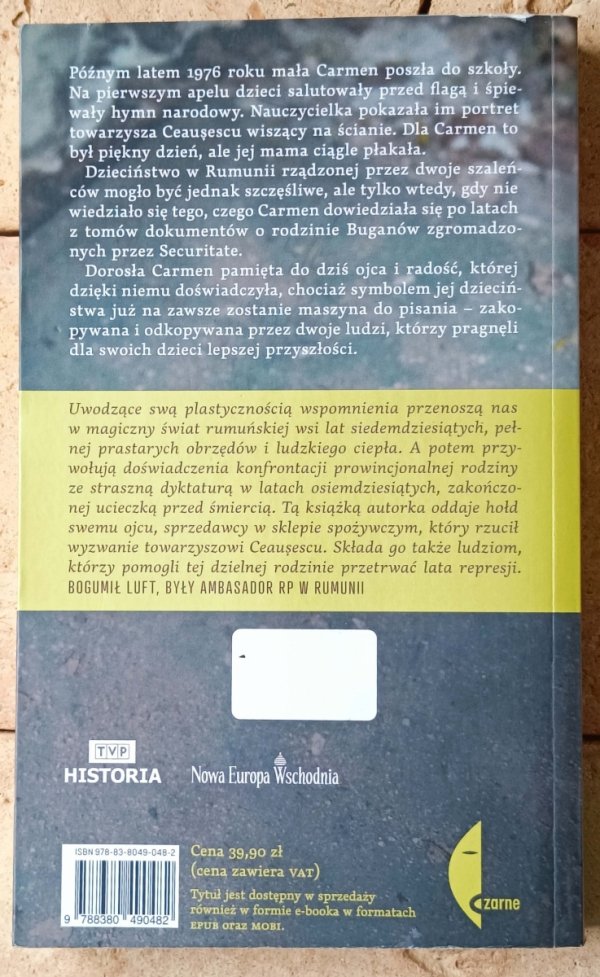 Późnym latem 1976 roku mała Carmen poszła do szkoły.
Na pierwszym apelu dzieci salutowały przed flagą i śpie-
wały hymn narodowy. Nauczycielka pokazała im portret
towarzysza Ceaușescu wiszący na ścianie. Dla Carmen to
był piękny dzień, ale jej mama ciągle płakała.
Dzieciństwo w Rumunii rządzonej przez dwoje szaleń-
ców mogło być jednak szczęśliwe, ale tylko wtedy, gdy nie
wiedziało się tego, czego Carmen dowiedziała się po latach
z tomów dokumentów o rodzinie Buganów zgromadzo-
nych przez Securitate.
Dorosła Carmen pamięta do dziś ojca i radość, której
dzięki niemu doświadczyła, chociaż symbolem jej dzieciń-
stwa już na zawsze zostanie maszyna do pisania – zako-
pywana i odkopywana przez dwoje ludzi, którzy pragnęli
dla swoich dzieci lepszej przyszłości.
Uwodzące swą plastycznością wspomnienia przenoszą nas
w magiczny świat rumuńskiej wsi lat siedemdziesiątych, peł-
nej prastarych obrzędów i ludzkiego ciepła. A potem przy-
wołują doświadczenia konfrontacji prowincjonalnej rodziny
ze straszną dyktaturą w latach osiemdziesiątych, zakończo-
nej ucieczką przed śmiercią. Tą książką autorka oddaje hołd
swemu ojcu, sprzedawcy w sklepie spożywczym, który rzucił
wyzwanie towarzyszowi Ceaușescu. Składa go także ludziom,
którzy pomogli tej dzielnej rodzinie przetrwać lata represji.
BOGUMIŁ LUFT, BYŁY AMBASADOR RP W RUMUNII
TVP
HISTORIA
Nowa Europa Wschodnia
ISBN 978-83-8049-048-2
9 788380 490482
Cena 39,90 zł
(cena zawiera VAT)
Tytuł jest dostępny w sprzedaży
również w formie e-booka w formatach
EPUB oraz MOBI.
czarne